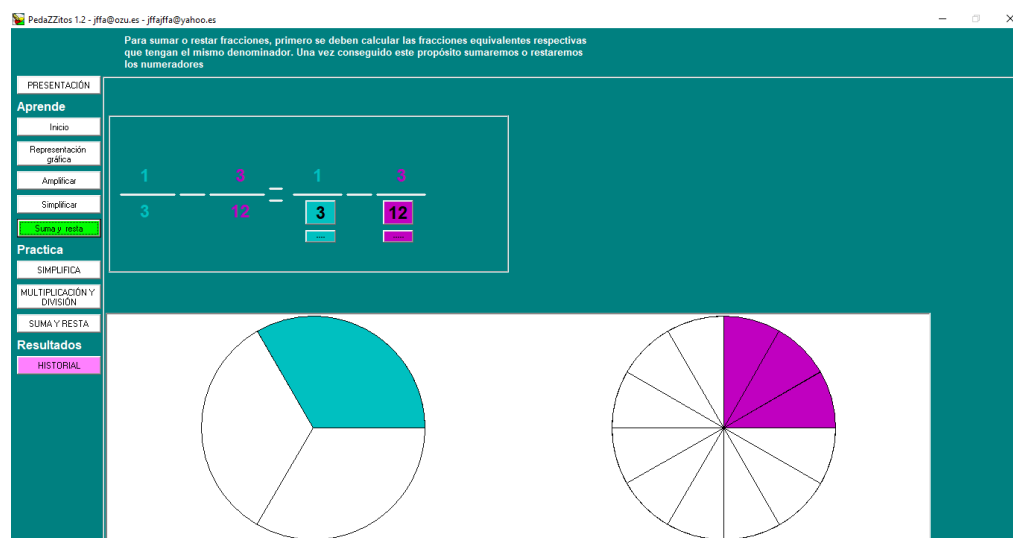 PedaZZitos 1.2 - jffa@ozu.es - jffajffa@yahoo.es
Para sumar o restar fracciones, primero se deben calcular las fracciones equivalentes respectivas
que tengan el mismo denominador. Una vez conseguido este propósito sumaremos o restaremos
los numeradores
PRESENTACIÓN
Aprende
Inicio
Representación
gráfica
Amplificar
Simplificar
Suma y resta
Practica
SIMPLIFICA
MULTIPLICACIÓN Y
DIVISIÓN
SUMA Y RESTA
Resultados
HISTORIAL
1 3 1 3
— — — = — — —
3 12 3 12
---- ----